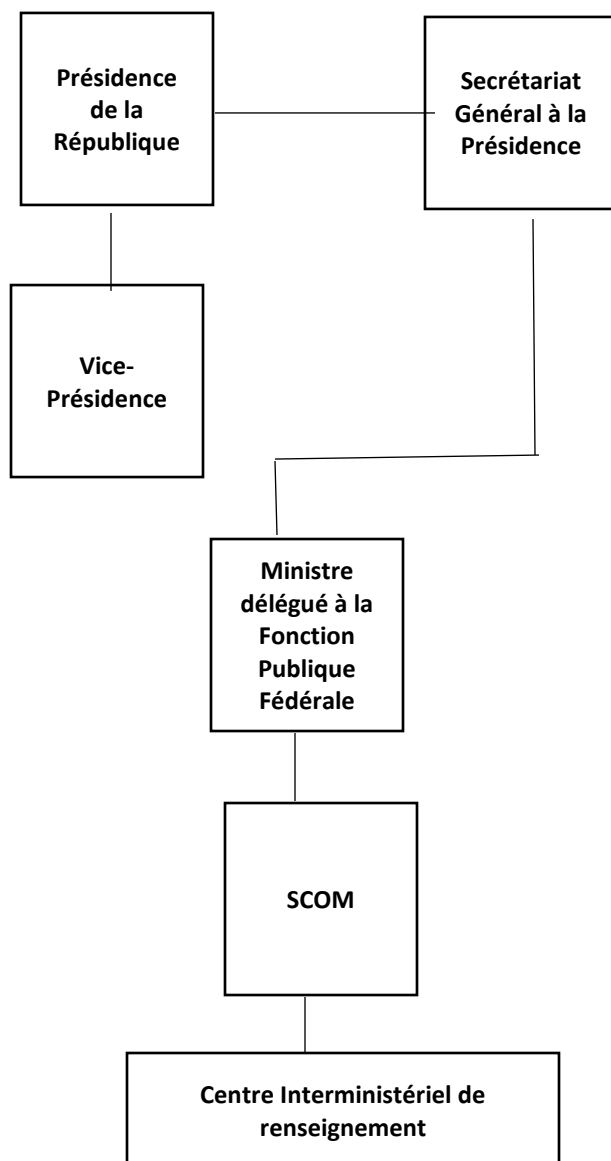 Présidence
de la
République
Secrétariat
Général à la
Présidence
Vice-
Présidence
Ministre
délégué à la
Fonction
Publique
Fédérale
SCOM
Centre Interministériel de
renseignement